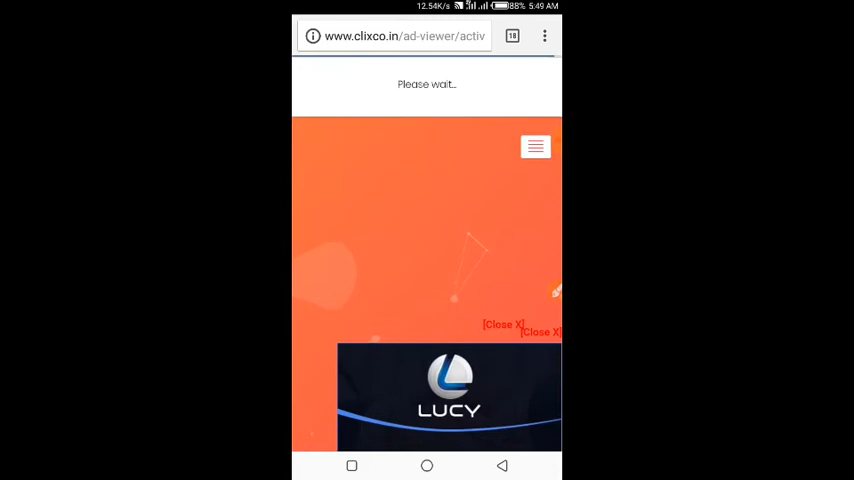 12.54K/s 88% 5:49 AM
www.clixco.in/ad-viewer/activ
18
Please wait...
[Close X]
[Close X]
LUCY